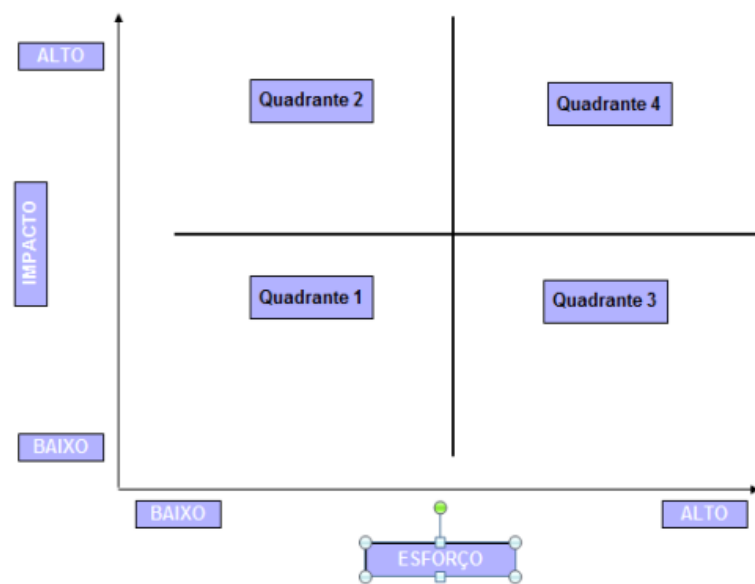 ALTO
Quadrante 2
Quadrante 4
IMPACTO
Quadrante 1
Quadrante 3
BAIXO
BAIXO
ALTO
ESFORÇO